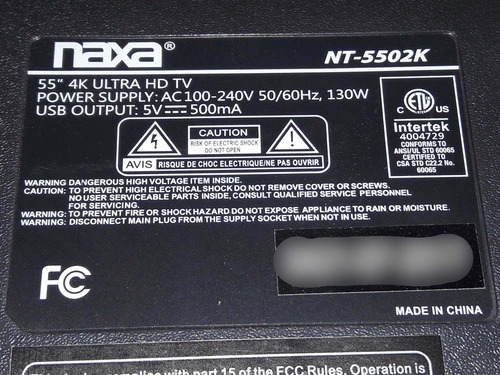 naxa® NT-5502K
55" 4K ULTRA HD TV
POWER SUPPLY: AC100-240V 50/60Hz, 130W
USB OUTPUT: 5V⎓500mA
C ETL US
Intertek
4004729
CONFORMS TO
ANSI/UL STD 60065
CERTIFIED TO
CSA STD C22.2 No.
60065
CAUTION
RISK OF ELECTRIC SHOCK
DO NOT OPEN
AVIS RISQUE DE CHOC ELECTRIQUE/NE PAS OUVRIR
WARNING DANGEROUS HIGH VOLTAGE ITEM INSIDE.
CAUTION: TO PREVENT HIGH ELECTRICAL SHOCK DO NOT REMOVE COVER or SCREWS.
NO USER SERVICEABLE PARTS INSIDE, CONSULT QUALIFIED SERVICE PERSONNEL
FOR SERVICING.
WARNING: TO PREVENT FIRE or SHOCK HAZARD DO NOT EXPOSE APPLIANCE TO RAIN or MOISTURE.
WARNING: DISCONNECT MAIN PLUG FROM THE SUPPLY SOCKET WHEN NOT IN USE.
FC
MADE IN CHINA
complies with part 15 of the FCC Rules. Operation is